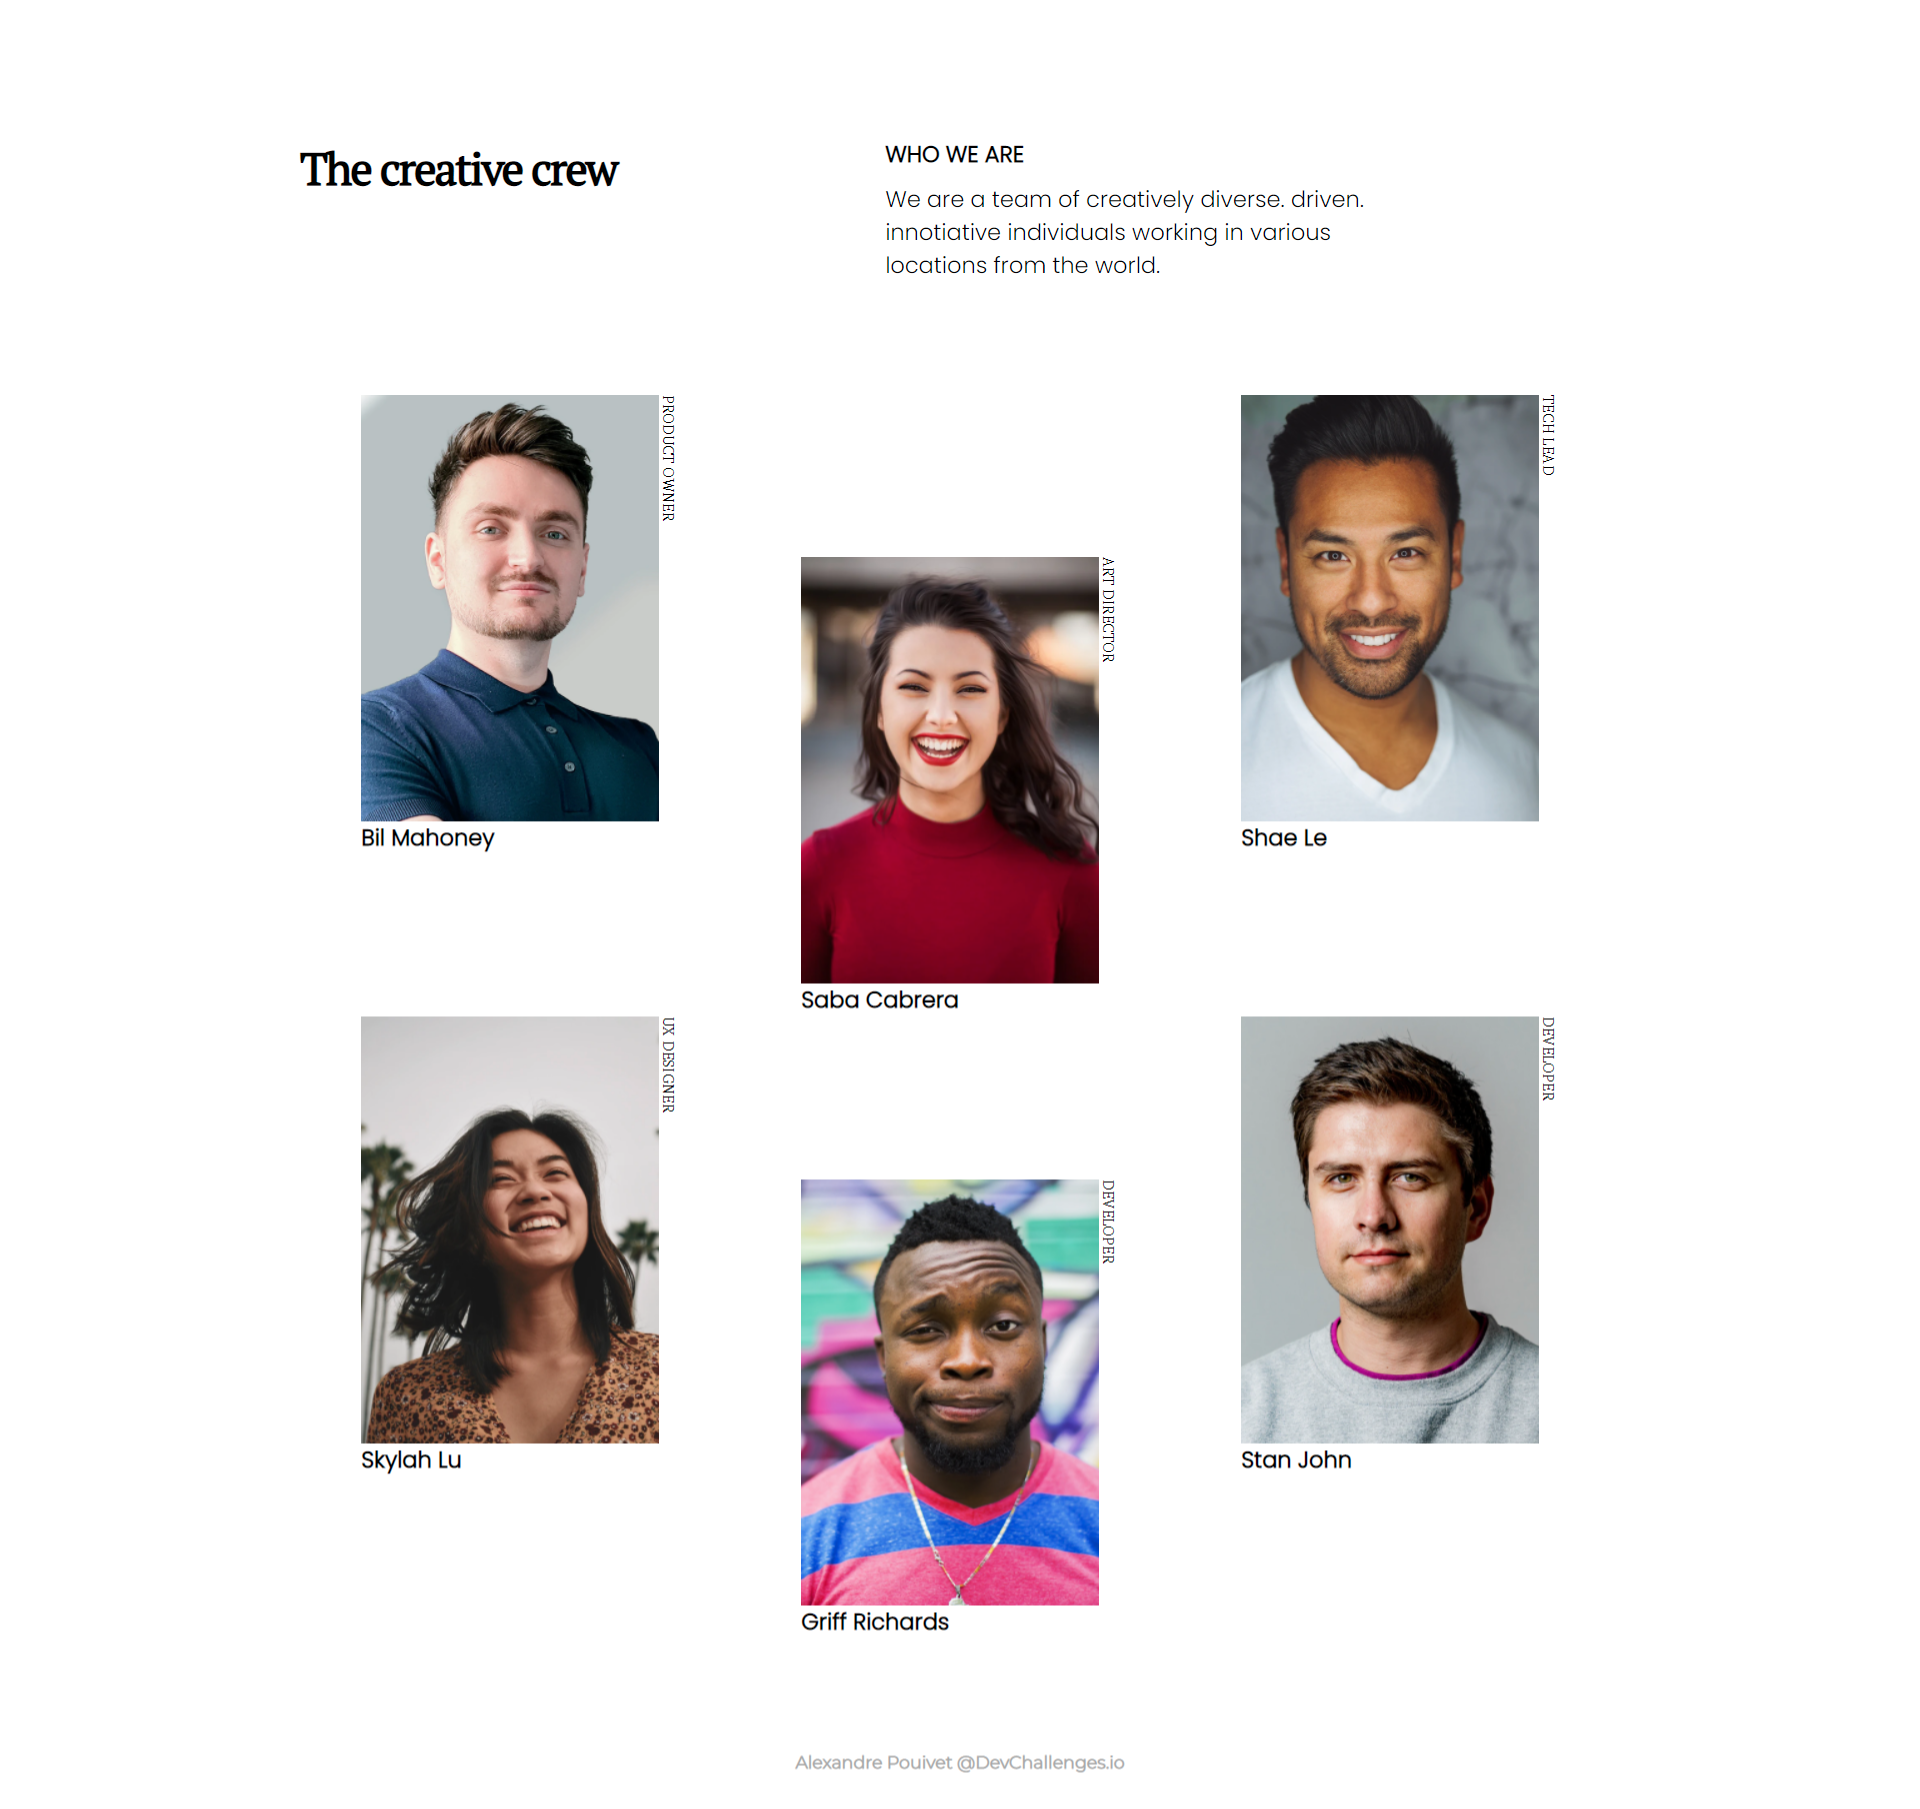 The creative crew
WHO WE ARE
We are a team of creatively diverse. driven.
innotiative individuals working in various
locations from the world.
PRODUCT OWNER
Bil Mahoney
ART DIRECTOR
Saba Cabrera
TECH LEAD
Shae Le
UX DESIGNER
Skylah Lu
DEVELOPER
Griff Richards
DEVELOPER
Stan John
Alexandre Pouivet @DevChallenges.io